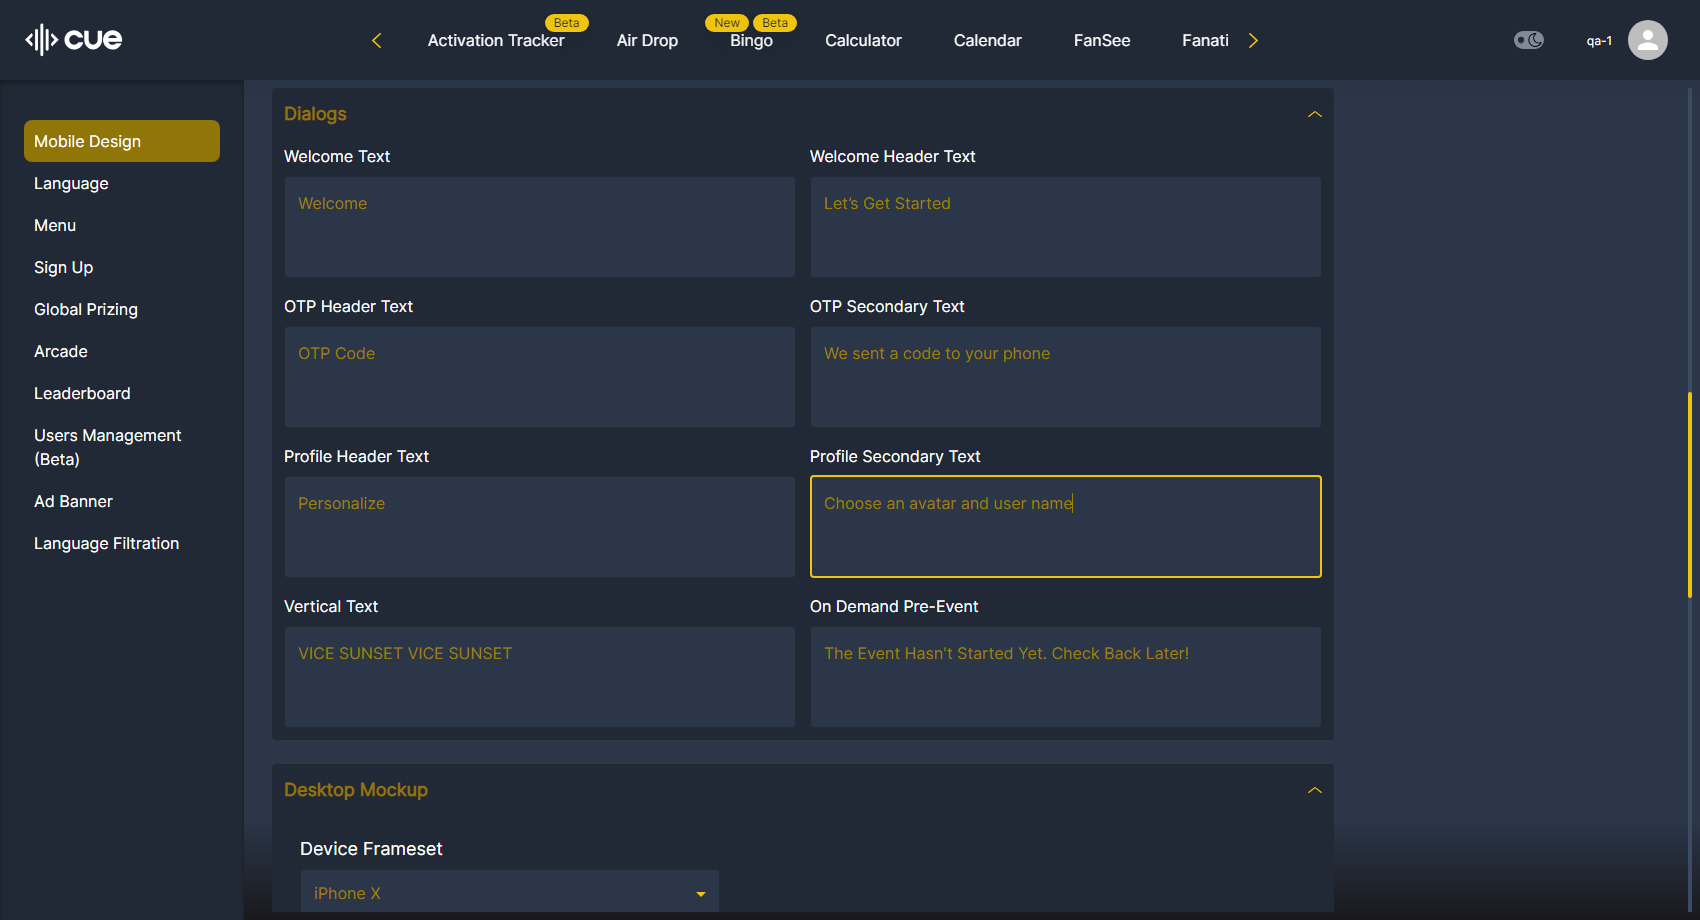 cue
Beta
New
Beta
Activation Tracker
Air Drop
Bingo
Calculator
Calendar
FanSee
Fanati
qa-1
Mobile Design
Language
Menu
Sign Up
Global Prizing
Arcade
Leaderboard
Users Management
(Beta)
Ad Banner
Language Filtration
Dialogs
Welcome Text
Welcome Header Text
Welcome
Let’s Get Started
OTP Header Text
OTP Secondary Text
OTP Code
We sent a code to your phone
Profile Header Text
Profile Secondary Text
Personalize
Choose an avatar and user name
Vertical Text
On Demand Pre-Event
VICE SUNSET VICE SUNSET
The Event Hasn't Started Yet. Check Back Later!
Desktop Mockup
Device Frameset
iPhone X